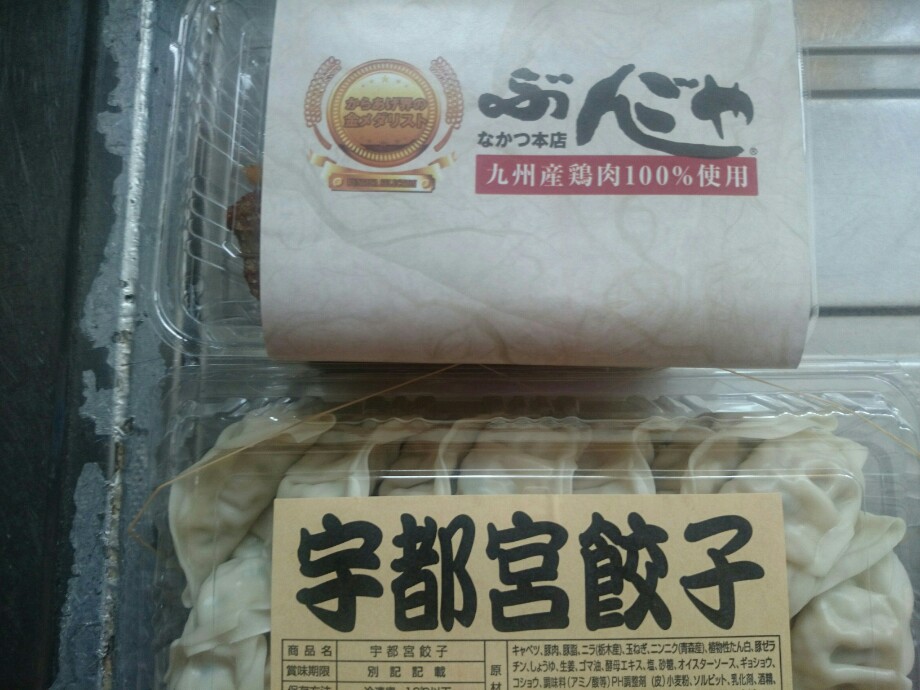 からあげ界の
金メダリスト
ぶんごや
なかつ本店
九州産鶏肉100%使用
宇都宮餃子
商品名 宇都宮餃子
賞味期限 別記記載
保存方法
原材
キャベツ、豚肉、豚脂、ニラ(栃木産)、玉ねぎ、ニンニク(青森産)、植物性たん白、豚ゼラ
チン、しょうゆ、生姜、ゴマ油、酵母エキス、塩、砂糖、オイスターソース、ギョショウ、
コショウ、調味料(アミノ酸等)PH調整剤 (皮)小麦粉、ソルビット、乳化剤、酒精、